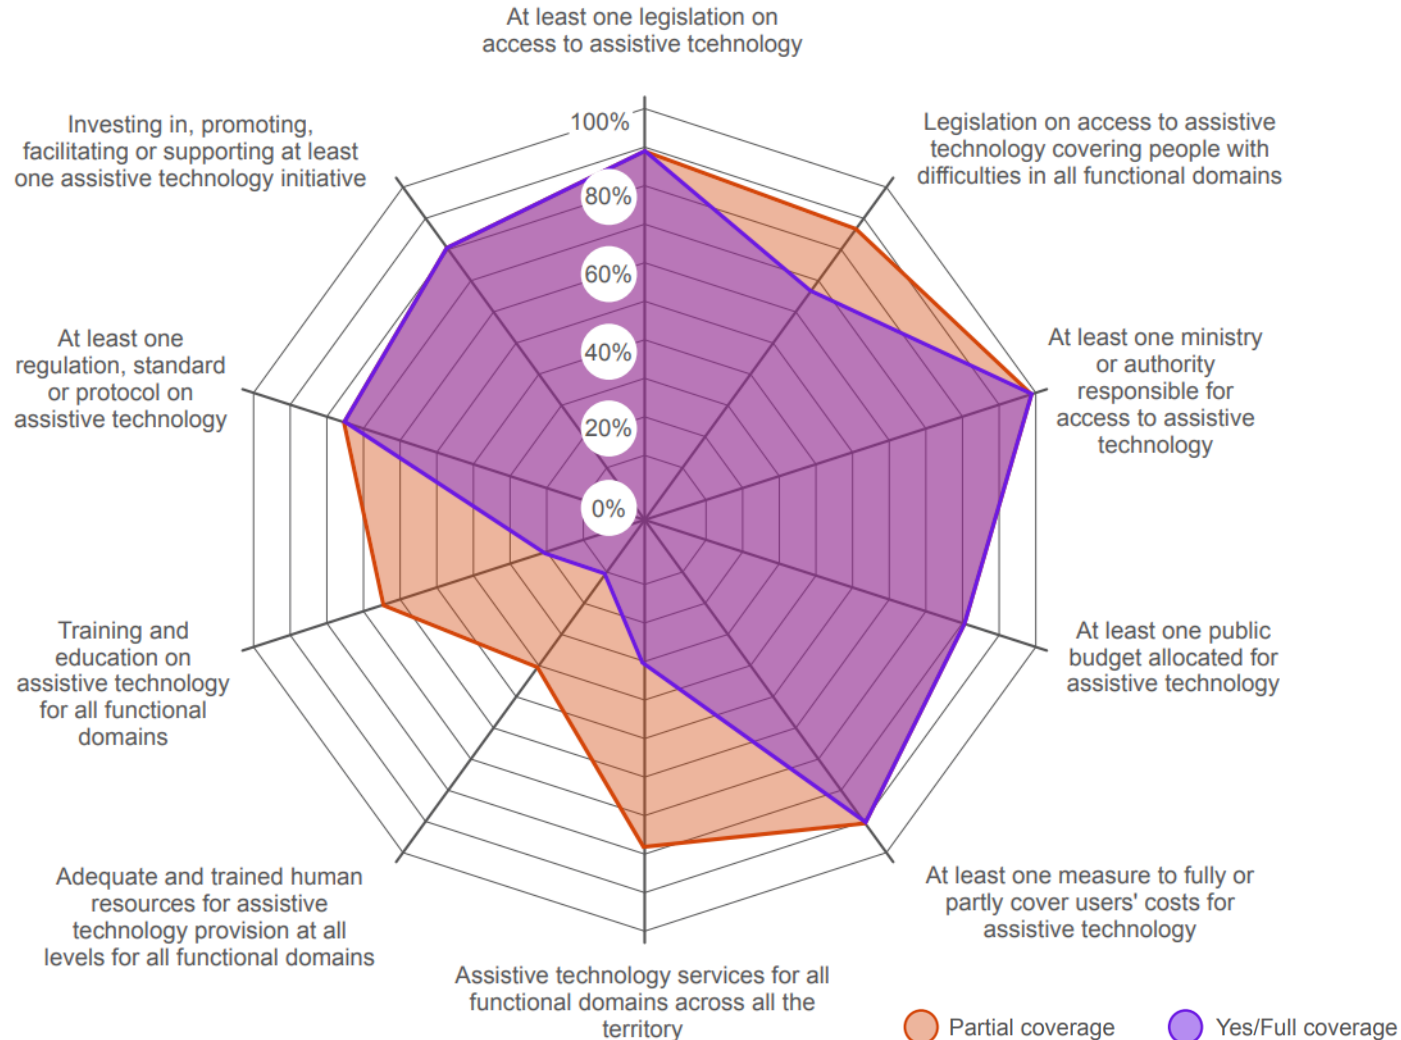 At least one legislation on
access to assistive tcehnology
Legislation on access to assistive
technology covering people with
difficulties in all functional domains
At least one ministry
or authority
responsible for
access to assistive
technology
At least one public
budget allocated for
assistive technology
At least one measure to fully or
partly cover users' costs for
assistive technology
Assistive technology services for all
functional domains across all the
territory
Adequate and trained human
resources for assistive
technology provision at all
levels for all functional domains
Training and
education on
assistive technology
for all functional
domains
At least one
regulation, standard
or protocol on
assistive technology
Investing in, promoting,
facilitating or supporting at least
one assistive technology initiative
100%
80%
60%
40%
20%
0%
Partial coverage
Yes/Full coverage